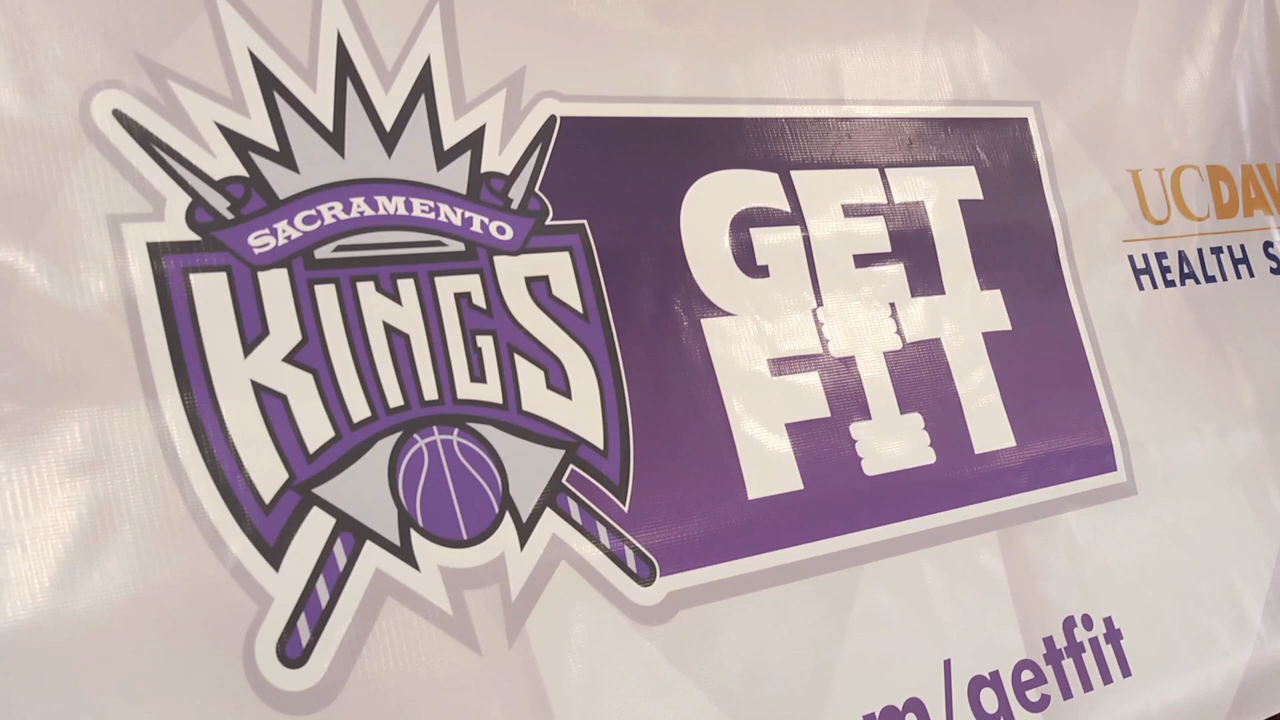 SACRAMENTO
KINGS
GET
FIT
UCDAV
HEALTH S
m/getfit